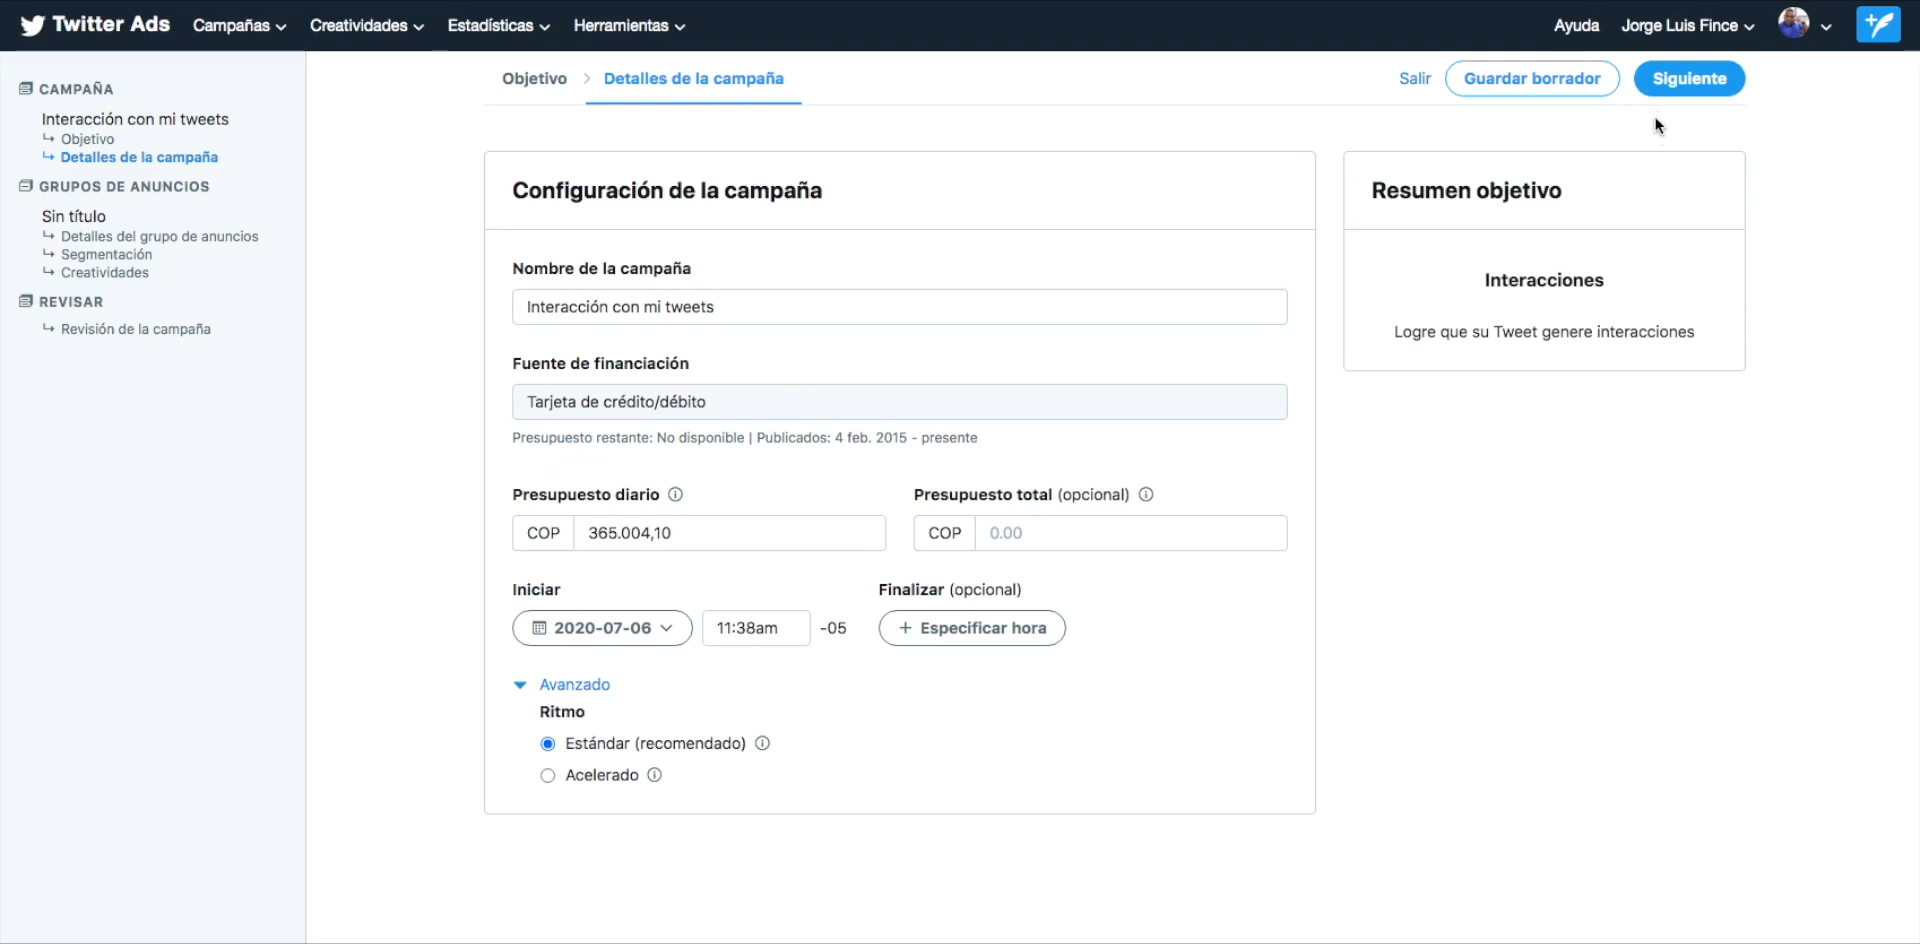 Twitter Ads Campañas Creatividades Estadísticas Herramientas Ayuda Jorge Luis Fince
Objetivo Detalles de la campaña Salir Guardar borrador Siguiente
CAMPAÑA
Interacción con mi tweets
Objetivo
Detalles de la campaña
GRUPOS DE ANUNCIOS
Sin título
Detalles del grupo de anuncios
Segmentación
Creatividades
REVISAR
Revisión de la campaña
Configuración de la campaña
Nombre de la campaña
Interacción con mi tweets
Fuente de financiación
Tarjeta de crédito/débito
Presupuesto restante: No disponible | Publicados: 4 feb. 2015 - presente
Presupuesto diario Presupuesto total (opcional)
COP 365.004,10 COP 0.00
Iniciar Finalizar (opcional)
2020-07-06 11:38am -05 + Especificar hora
Avanzado
Ritmo
Estándar (recomendado)
Acelerado
Resumen objetivo
Interacciones
Logre que su Tweet genere interacciones